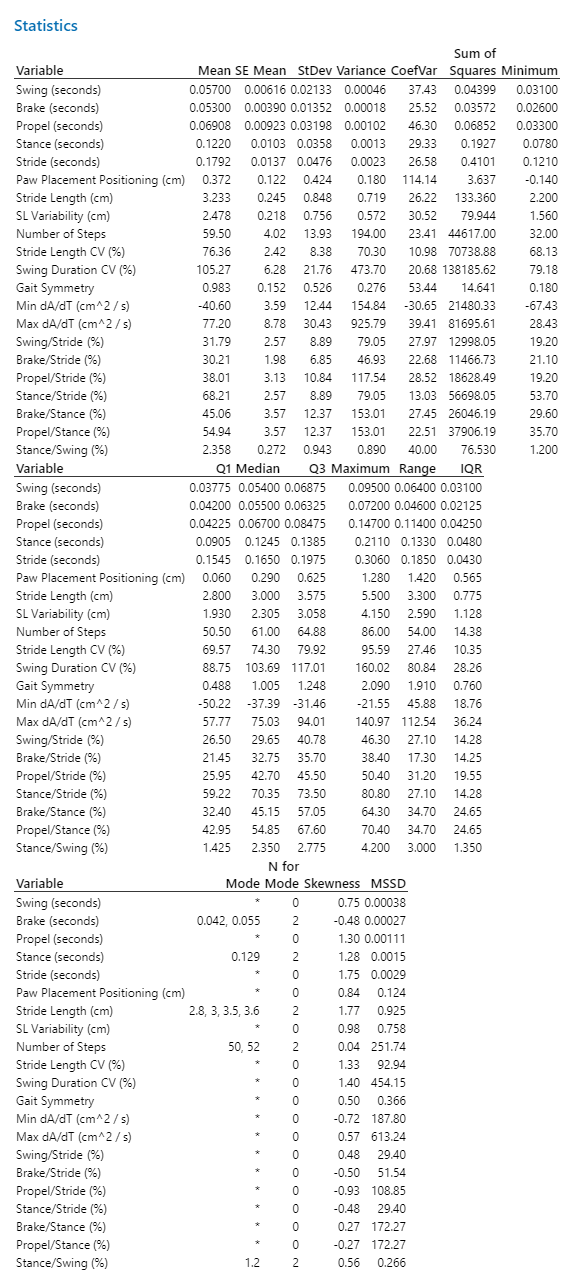 Statistics
Sum of
Variable Mean SE Mean StDev Variance CoefVar Squares Minimum
Swing (seconds) 0.05700 0.00616 0.02133 0.00046 37.43 0.04399 0.03100
Brake (seconds) 0.05300 0.00390 0.01352 0.00018 25.52 0.03572 0.02600
Propel (seconds) 0.06908 0.00923 0.03198 0.00102 46.30 0.06852 0.03300
Stance (seconds) 0.1220 0.0103 0.0358 0.0013 29.33 0.1927 0.0780
Stride (seconds) 0.1792 0.0137 0.0476 0.0023 26.58 0.4101 0.1210
Paw Placement Positioning (cm) 0.372 0.122 0.424 0.180 114.14 3.637 -0.140
Stride Length (cm) 3.233 0.245 0.848 0.719 26.22 133.360 2.200
SL Variability (cm) 2.478 0.218 0.756 0.572 30.52 79.944 1.560
Number of Steps 59.50 4.02 13.93 194.00 23.41 44617.00 32.00
Stride Length CV (%) 76.36 2.42 8.38 70.30 10.98 70738.88 68.13
Swing Duration CV (%) 105.27 6.28 21.76 473.70 20.68 138185.62 79.18
Gait Symmetry 0.983 0.152 0.526 0.276 53.44 14.641 0.180
Min dA/dT (cm^2 / s) -40.60 3.59 12.44 154.84 -30.65 21480.33 -67.43
Max dA/dT (cm^2 / s) 77.20 8.78 30.43 925.79 39.41 81695.61 28.43
Swing/Stride (%) 31.79 2.57 8.89 79.05 27.97 12998.05 19.20
Brake/Stride (%) 30.21 1.98 6.85 46.93 22.68 11466.73 21.10
Propel/Stride (%) 38.01 3.13 10.84 117.54 28.52 18628.49 19.20
Stance/Stride (%) 68.21 2.57 8.89 79.05 13.03 56698.05 53.70
Brake/Stance (%) 45.06 3.57 12.37 153.01 27.45 26046.19 29.60
Propel/Stance (%) 54.94 3.57 12.37 153.01 22.51 37906.19 35.70
Stance/Swing (%) 2.358 0.272 0.943 0.890 40.00 76.530 1.200
Variable Q1 Median Q3 Maximum Range IQR
Swing (seconds) 0.03775 0.05400 0.06875 0.09500 0.06400 0.03100
Brake (seconds) 0.04200 0.05500 0.06325 0.07200 0.04600 0.02125
Propel (seconds) 0.04225 0.06700 0.08475 0.14700 0.11400 0.04250
Stance (seconds) 0.0905 0.1245 0.1385 0.2110 0.1330 0.0480
Stride (seconds) 0.1545 0.1650 0.1975 0.3060 0.1850 0.0430
Paw Placement Positioning (cm) 0.060 0.290 0.625 1.280 1.420 0.565
Stride Length (cm) 2.800 3.000 3.575 5.500 3.300 0.775
SL Variability (cm) 1.930 2.305 3.058 4.150 2.590 1.128
Number of Steps 50.50 61.00 64.88 86.00 54.00 14.38
Stride Length CV (%) 69.57 74.30 79.92 95.59 27.46 10.35
Swing Duration CV (%) 88.75 103.69 117.01 160.02 80.84 28.26
Gait Symmetry 0.488 1.005 1.248 2.090 1.910 0.760
Min dA/dT (cm^2 / s) -50.22 -37.39 -31.46 -21.55 45.88 18.76
Max dA/dT (cm^2 / s) 57.77 75.03 94.01 140.97 112.54 36.24
Swing/Stride (%) 26.50 29.65 40.78 46.30 27.10 14.28
Brake/Stride (%) 21.45 32.75 35.70 38.40 17.30 14.25
Propel/Stride (%) 25.95 42.70 45.50 50.40 31.20 19.55
Stance/Stride (%) 59.22 70.35 73.50 80.80 27.10 14.28
Brake/Stance (%) 32.40 45.15 57.05 64.30 34.70 24.65
Propel/Stance (%) 42.95 54.85 67.60 70.40 34.70 24.65
Stance/Swing (%) 1.425 2.350 2.775 4.200 3.000 1.350
N for
Variable Mode Mode Skewness MSSD
Swing (seconds) * 0 0.75 0.00038
Brake (seconds) 0.042, 0.055 2 -0.48 0.00027
Propel (seconds) * 0 1.30 0.00111
Stance (seconds) 0.129 2 1.28 0.0015
Stride (seconds) * 0 1.75 0.0029
Paw Placement Positioning (cm) * 0 0.84 0.124
Stride Length (cm) 2.8, 3, 3.5, 3.6 2 1.77 0.925
SL Variability (cm) * 0 0.98 0.758
Number of Steps 50, 52 2 0.04 251.74
Stride Length CV (%) * 0 1.33 92.94
Swing Duration CV (%) * 0 1.40 454.15
Gait Symmetry * 0 0.50 0.366
Min dA/dT (cm^2 / s) * 0 -0.72 187.80
Max dA/dT (cm^2 / s) * 0 0.57 613.24
Swing/Stride (%) * 0 0.48 29.40
Brake/Stride (%) * 0 -0.50 51.54
Propel/Stride (%) * 0 -0.93 108.85
Stance/Stride (%) * 0 -0.48 29.40
Brake/Stance (%) * 0 0.27 172.27
Propel/Stance (%) * 0 -0.27 172.27
Stance/Swing (%) 1.2 2 0.56 0.266